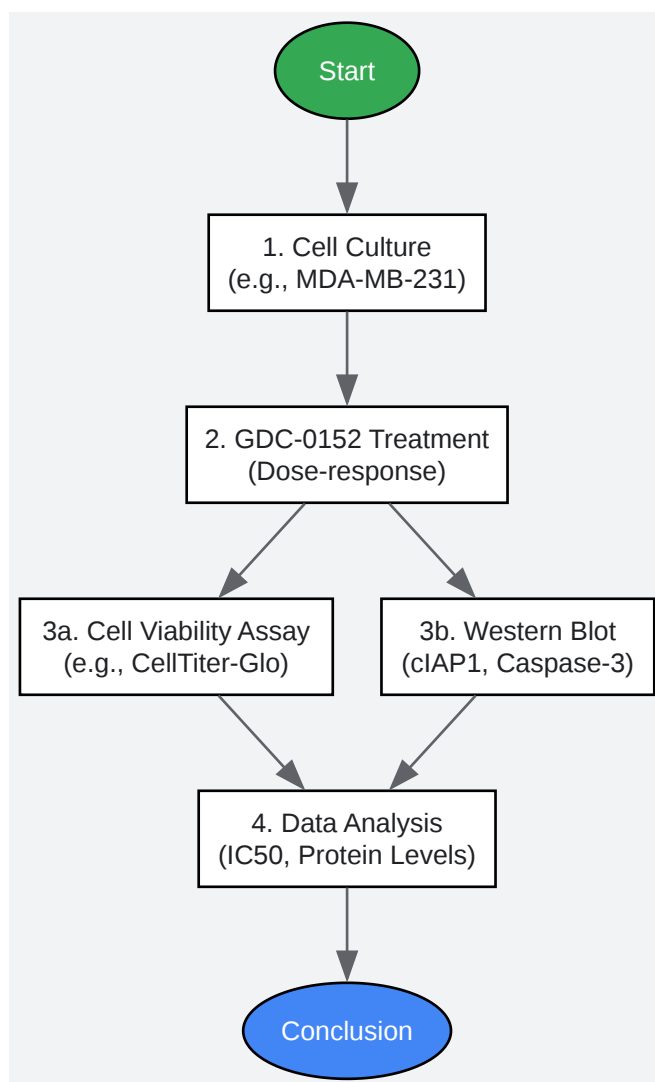 Start
1. Cell Culture
(e.g., MDA-MB-231)
2. GDC-0152 Treatment
(Dose-response)
3a. Cell Viability Assay
(e.g., CellTiter-Glo)
3b. Western Blot
(cIAP1, Caspase-3)
4. Data Analysis
(IC50, Protein Levels)
Conclusion